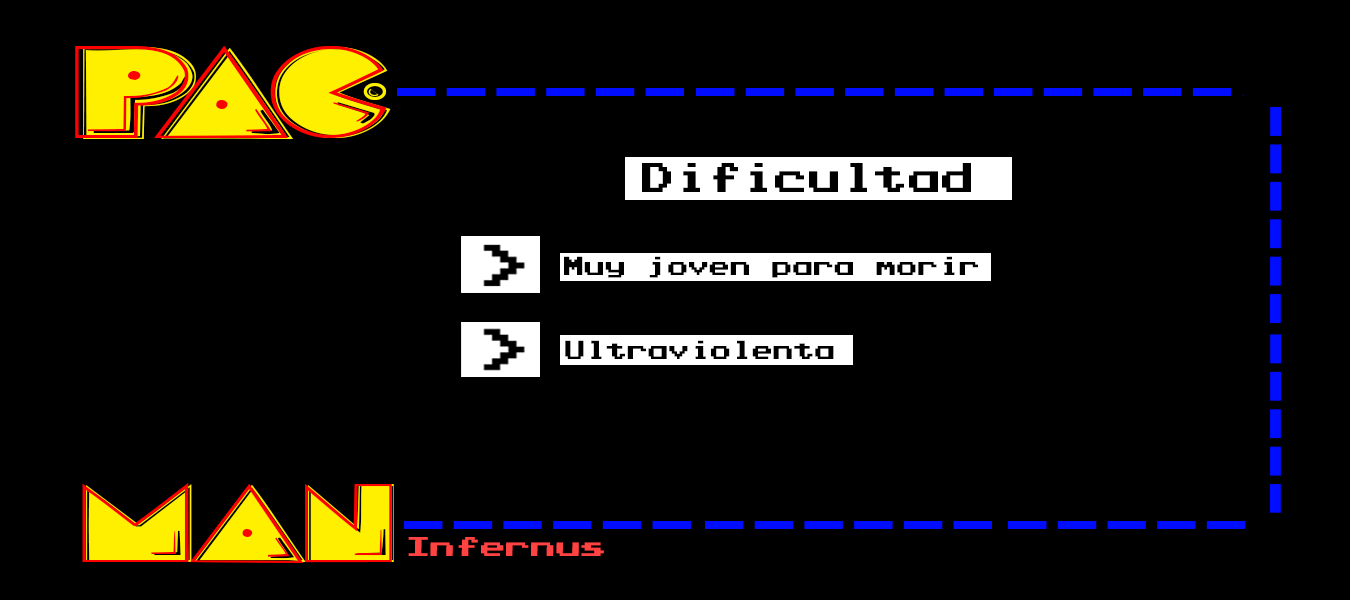 PAC
Dificultad
> Muy joven para morir
> Ultraviolenta
MAN
Infernus